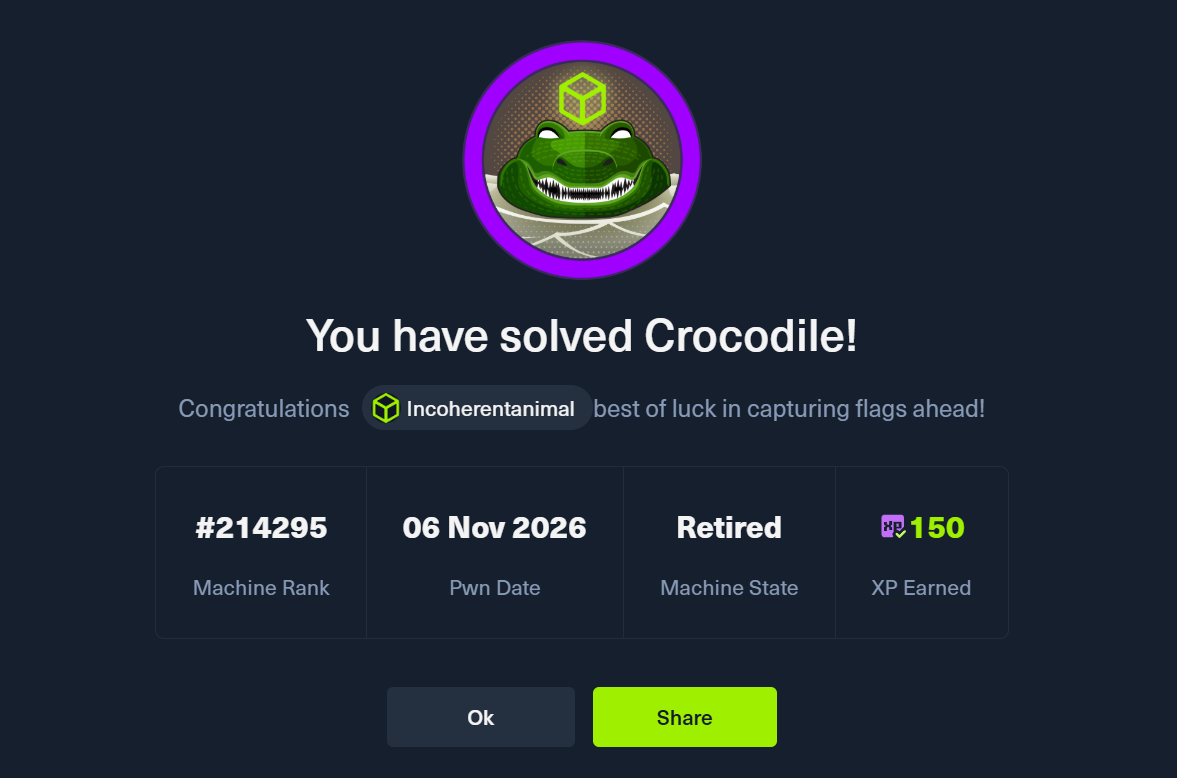 You have solved Crocodile!
Congratulations Incoherentanimal best of luck in capturing flags ahead!
#214295 06 Nov 2026 Retired XP 150
Machine Rank Pwn Date Machine State XP Earned
Ok Share